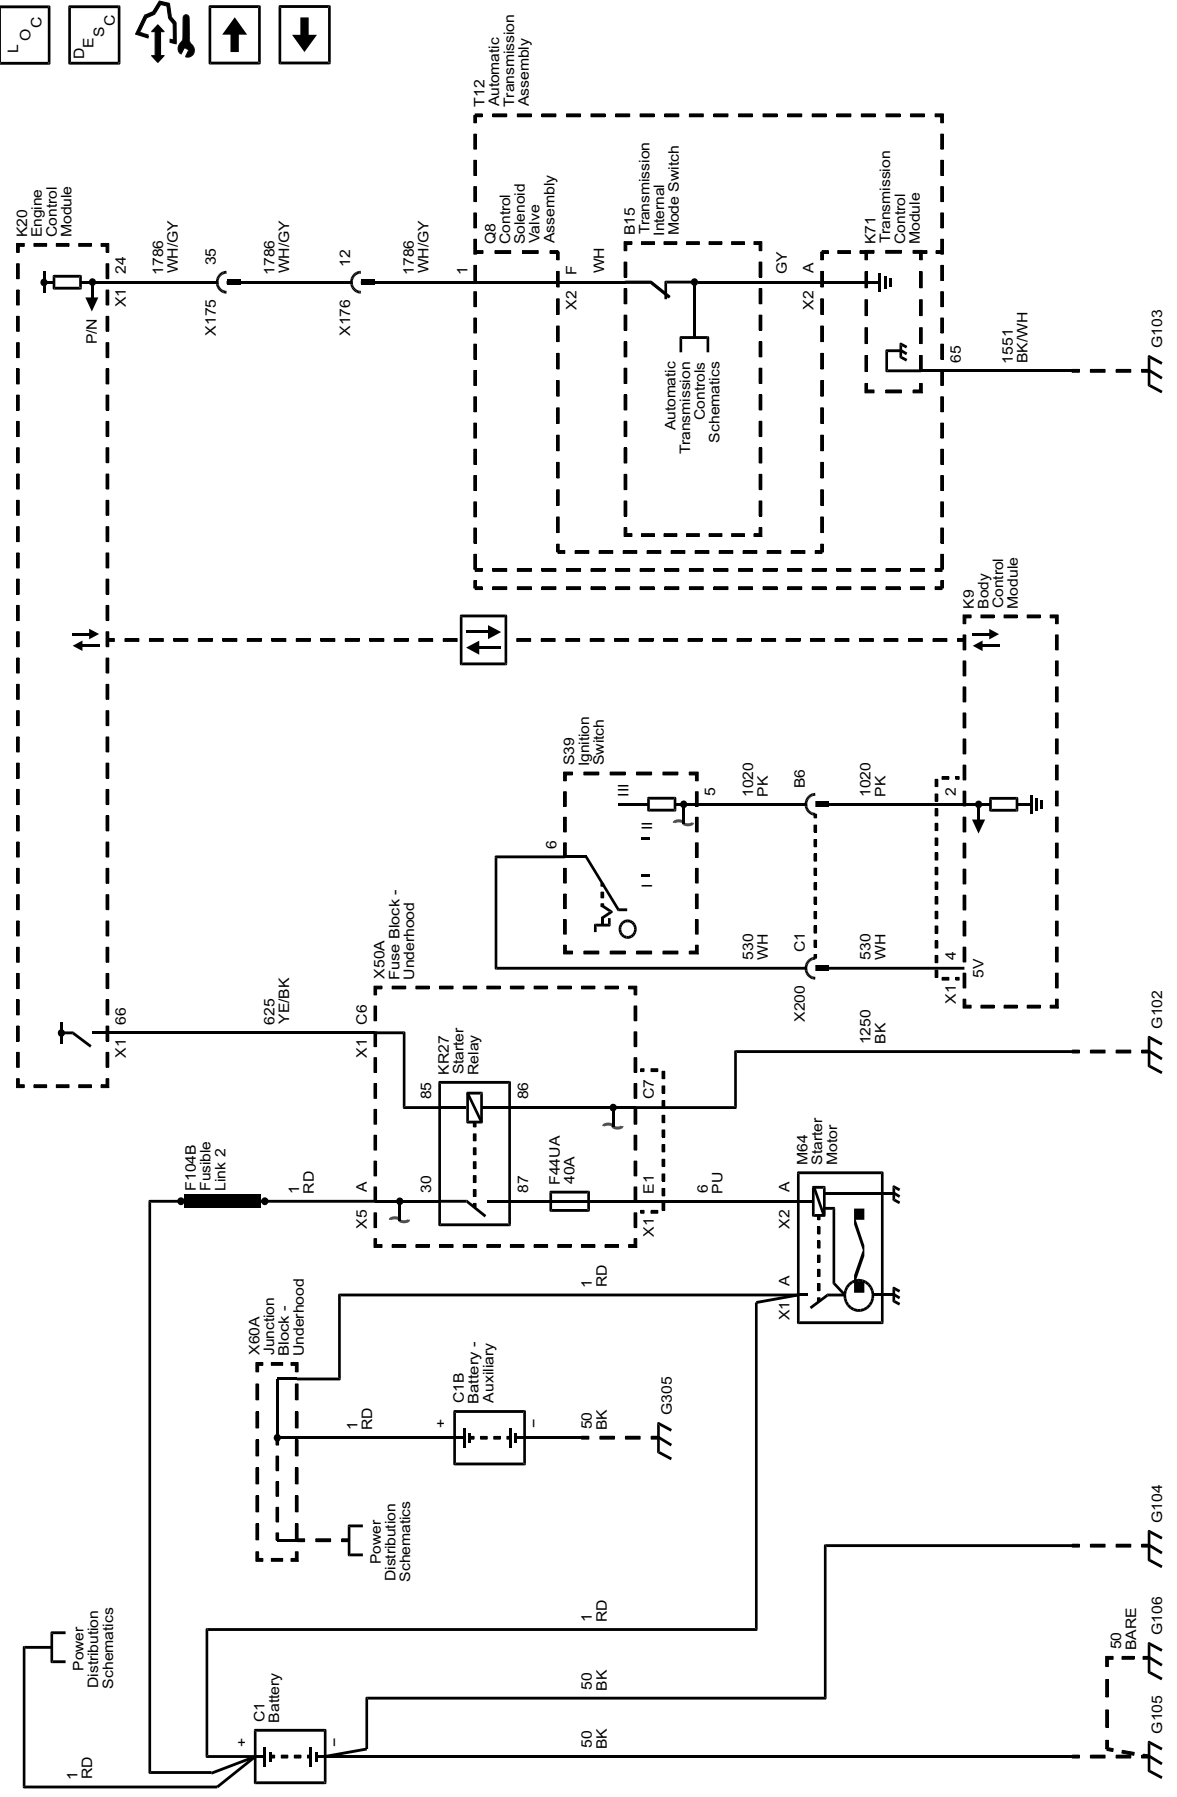 L O C
D E S C
Power
Distribution
Schematics
1
RD
C1
Battery
+
−
50
BK
50
BK
1
RD
G105
50
BARE
G106
G104
X60A
Junction
Block -
Underhood
Power
Distribution
Schematics
1
RD
C1B
Battery -
Auxiliary
+
−
50
BK
G305
1
RD
F104B
Fusible
Link 2
1
RD
X5
A
X50A
Fuse Block -
Underhood
KR27
Starter
Relay
30
85
87
86
F44UA
40A
X1
E1
C7
6
PU
M64
Starter
Motor
X1
A
X2
A
1250
BK
G102
K20
Engine
Control
Module
X1
66
625
YE/BK
X1
C6
P/N
X1
24
1786
WH/GY
X175
35
1786
WH/GY
X176
12
1786
WH/GY
1
S39
Ignition
Switch
6
I
II
III
5
530
WH
1020
PK
X200
C1
B6
530
WH
1020
PK
X1
4
2
5V
K9
Body
Control
Module
T12
Automatic
Transmission
Assembly
Q8
Control
Solenoid
Valve
Assembly
X2
F
WH
B15
Transmission
Internal
Mode Switch
Automatic
Transmission
Controls
Schematics
GY
X2
A
K71
Transmission
Control
Module
65
1551
BK/WH
G103